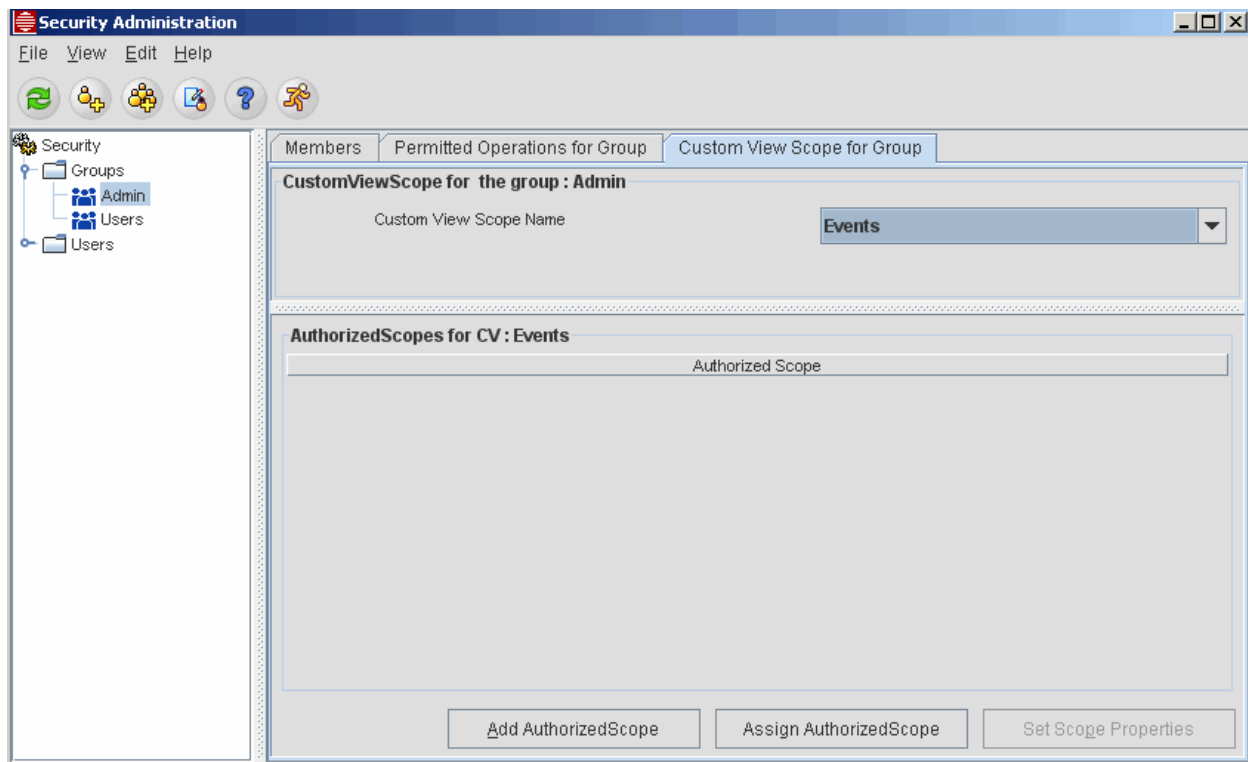 Security Administration
File View Edit Help
Security
Groups
Admin
Users
Users
Members Permitted Operations for Group Custom View Scope for Group
CustomViewScope for the group : Admin
Custom View Scope Name Events
AuthorizedScopes for CV : Events
Authorized Scope
Add AuthorizedScope Assign AuthorizedScope Set Scope Properties